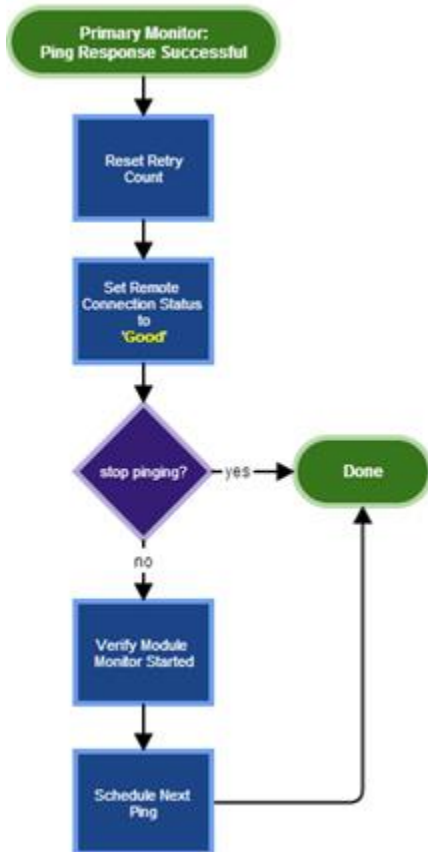 Primary Monitor:
Ping Response Successful
Reset Retry
Count
Set Remote
Connection Status
to
'Good'
stop pinging?
yes
Done
no
Verify Module
Monitor Started
Schedule Next
Ping